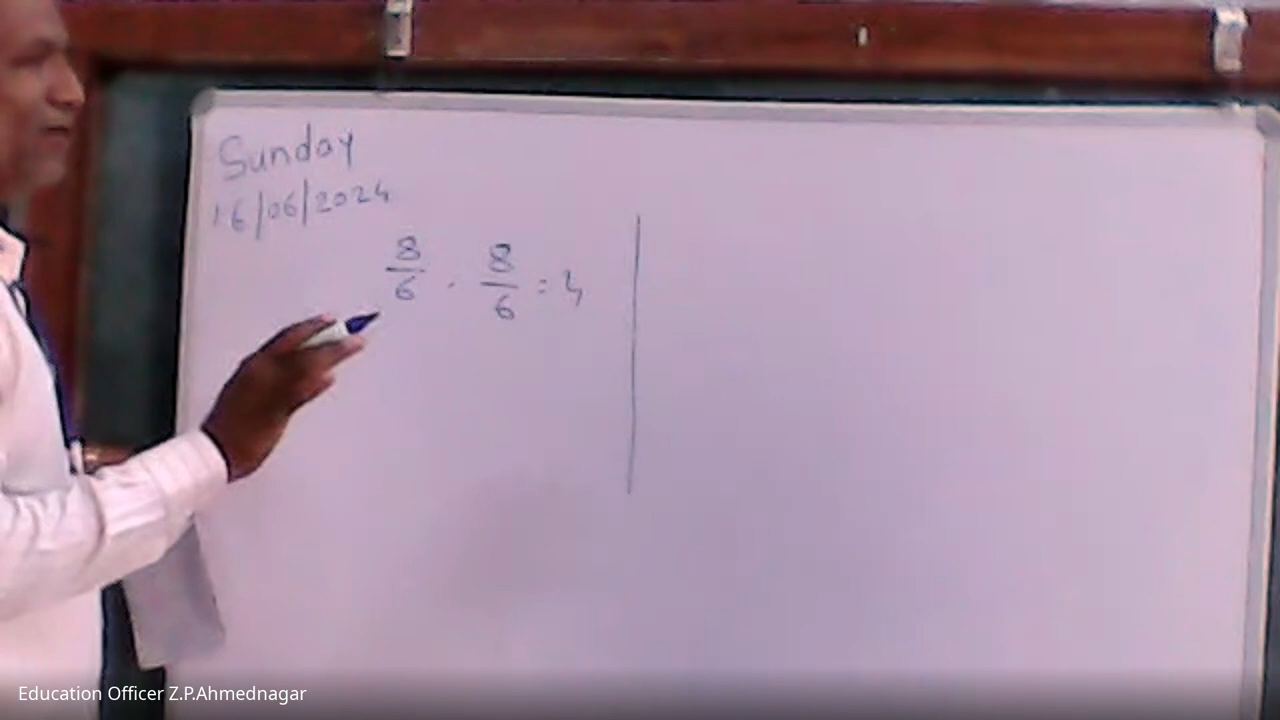 Sunday
16/06/2024
8/6 . 8/6 = 4
Education Officer Z.P.Ahmednagar